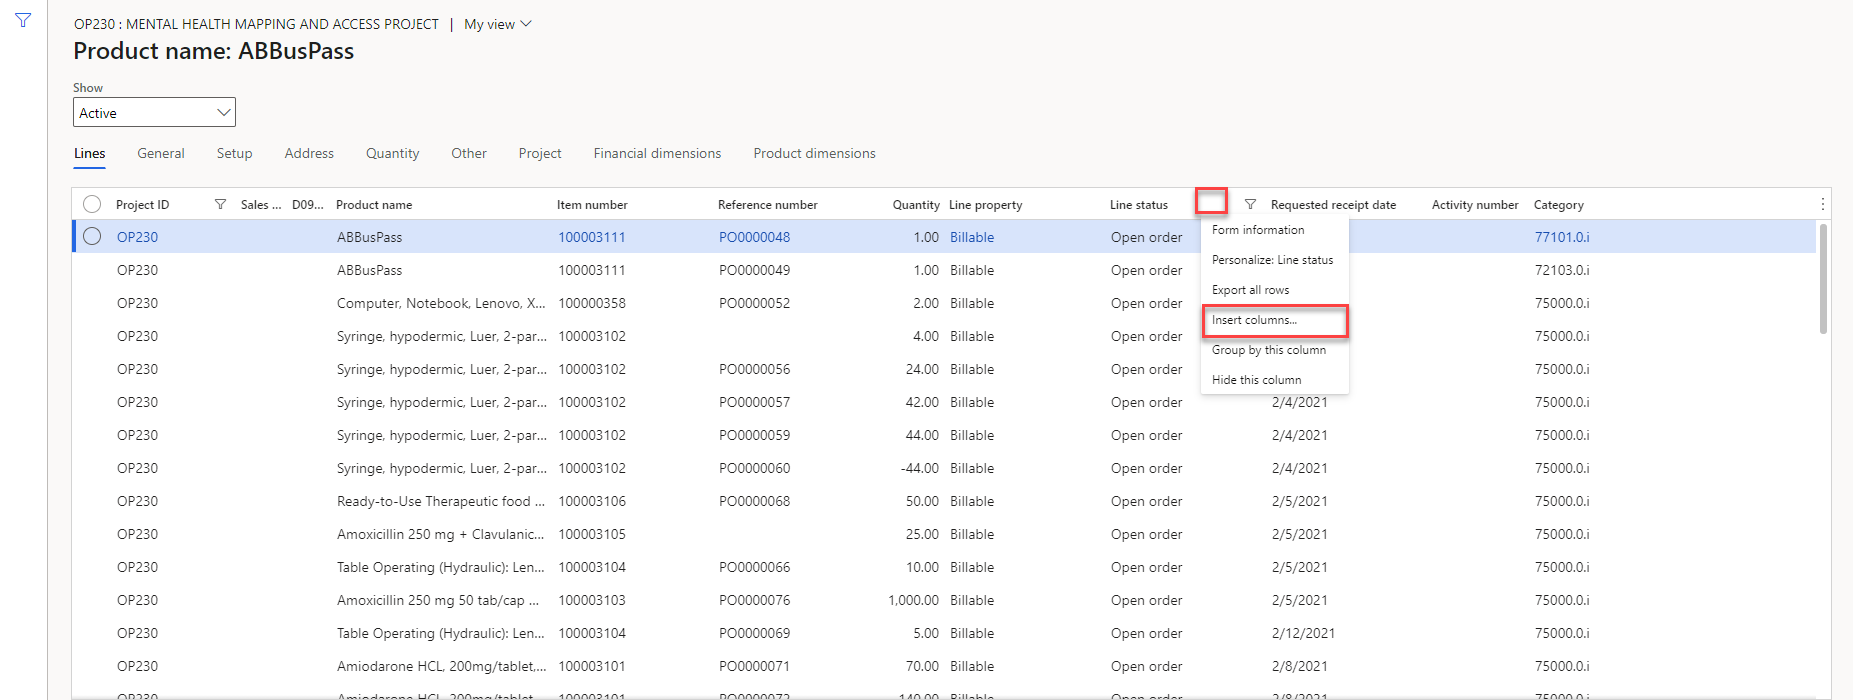 OP230 : MENTAL HEALTH MAPPING AND ACCESS PROJECT | My view
Product name: ABBusPass
Show
Active
Lines General Setup Address Quantity Other Project Financial dimensions Product dimensions
Project ID Sales ... D09... Product name Item number Reference number Quantity Line property Line status Requested receipt date Activity number Category
OP230 ABBusPass 100003111 PO0000048 1.00 Billable Open order 77101.0.i
OP230 ABBusPass 100003111 PO0000049 1.00 Billable Open order 72103.0.i
OP230 Computer, Notebook, Lenovo, X... 100000358 PO0000052 2.00 Billable Open order 75000.0.i
OP230 Syringe, hypodermic, Luer, 2-par... 100003102 4.00 Billable Open order 75000.0.i
OP230 Syringe, hypodermic, Luer, 2-par... 100003102 PO0000056 24.00 Billable Open order 75000.0.i
OP230 Syringe, hypodermic, Luer, 2-par... 100003102 PO0000057 42.00 Billable Open order 2/4/2021 75000.0.i
OP230 Syringe, hypodermic, Luer, 2-par... 100003102 PO0000059 44.00 Billable Open order 2/4/2021 75000.0.i
OP230 Syringe, hypodermic, Luer, 2-par... 100003102 PO0000060 -44.00 Billable Open order 2/4/2021 75000.0.i
OP230 Ready-to-Use Therapeutic food ... 100003106 PO0000068 50.00 Billable Open order 2/5/2021 75000.0.i
OP230 Amoxicillin 250 mg + Clavulanic... 100003105 25.00 Billable Open order 2/5/2021 75000.0.i
OP230 Table Operating (Hydraulic): Len... 100003104 PO0000066 10.00 Billable Open order 2/5/2021 75000.0.i
OP230 Amoxicillin 250 mg 50 tab/cap ... 100003103 PO0000076 1,000.00 Billable Open order 2/5/2021 75000.0.i
OP230 Table Operating (Hydraulic): Len... 100003104 PO0000069 5.00 Billable Open order 2/12/2021 75000.0.i
OP230 Amiodarone HCL, 200mg/tablet,... 100003101 PO0000071 70.00 Billable Open order 2/8/2021 75000.0.i
Form information
Personalize: Line status
Export all rows
Insert columns...
Group by this column
Hide this column